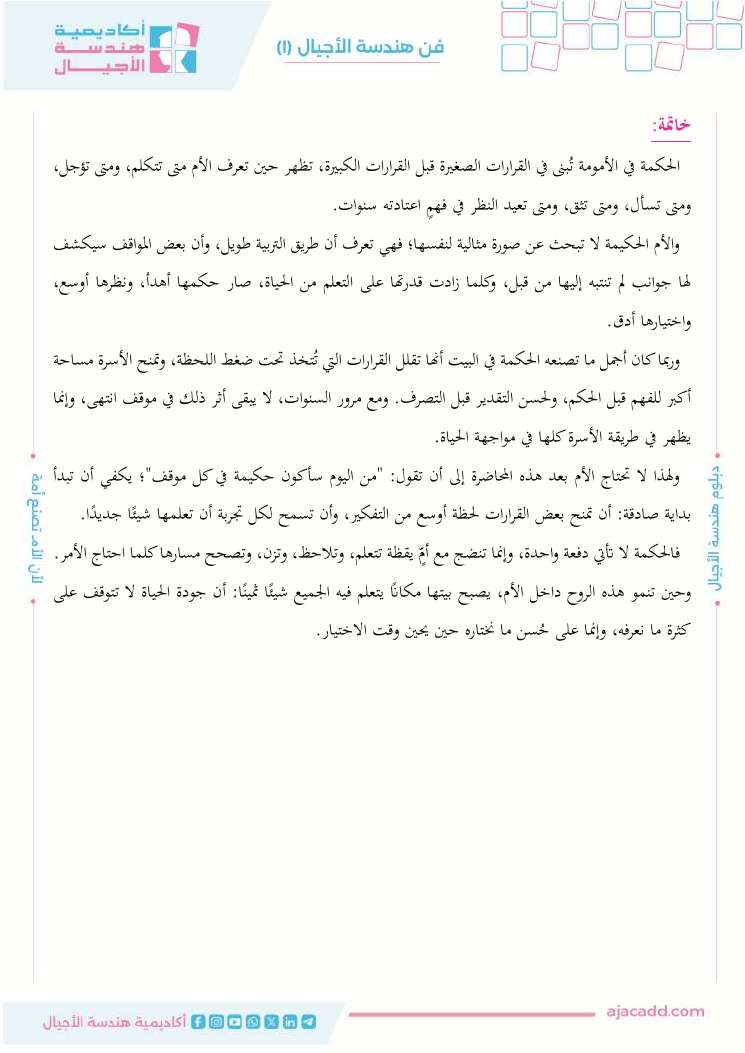 أكاديمية
هندسة
الأجيال
فن هندسة الأجيال (١)
خاتمة:
الحكمة في الأمومة تُبنى في القرارات الصغيرة قبل القرارات الكبيرة، تظهر حين تعرف الأم متى تتكلم، ومتى تؤجل،
ومتى تسأل، ومتى تثق، ومتى تعيد النظر في فهمٍ اعتادته سنوات.
والأم الحكيمة لا تبحث عن صورة مثالية لنفسها؛ فهي تعرف أن طريق التربية طويل، وأن بعض المواقف سيكشف
لها جوانب لم تنتبه إليها من قبل، وكلما زادت قدرتها على التعلم من الحياة، صار حكمها أهدأ، ونظرها أوسع،
واختيارها أدق.
وربما كان أجمل ما تصنعه الحكمة في البيت أنها تقلل القرارات التي تُتخذ تحت ضغط اللحظة، وتمنح الأسرة مساحة
أكبر للفهم قبل الحكم، ولحسن التقدير قبل التصرف. ومع مرور السنوات، لا يبقى أثر ذلك في موقف انتهى، وإنما
يظهر في طريقة الأسرة كلها في مواجهة الحياة.
ولهذا لا تحتاج الأم بعد هذه المحاضرة إلى أن تقول: "من اليوم سأكون حكيمة في كل موقف"؛ يكفي أن تبدأ
بداية صادقة: أن تمنح بعض القرارات لحظة أوسع من التفكير، وأن تسمح لكل تجربة أن تعلمها شيئًا جديدًا.
فالحكمة لا تأتي دفعة واحدة، وإنما تنضج مع أمٍّ يقظة تتعلم، وتلاحظ، وتزن، وتصحح مسارها كلما احتاج الأمر.
وحين تنمو هذه الروح داخل الأم، يصبح بيتها مكانًا يتعلم فيه الجميع شيئًا ثمينًا: أن جودة الحياة لا تتوقف على
كثرة ما نعرفه، وإنما على حُسن ما نختاره حين يحين وقت الاختيار.
دبلوم هندسة الأجيال
لأن الأم تصنع أمة
أكاديمية هندسة الأجيال
ajacadd.com